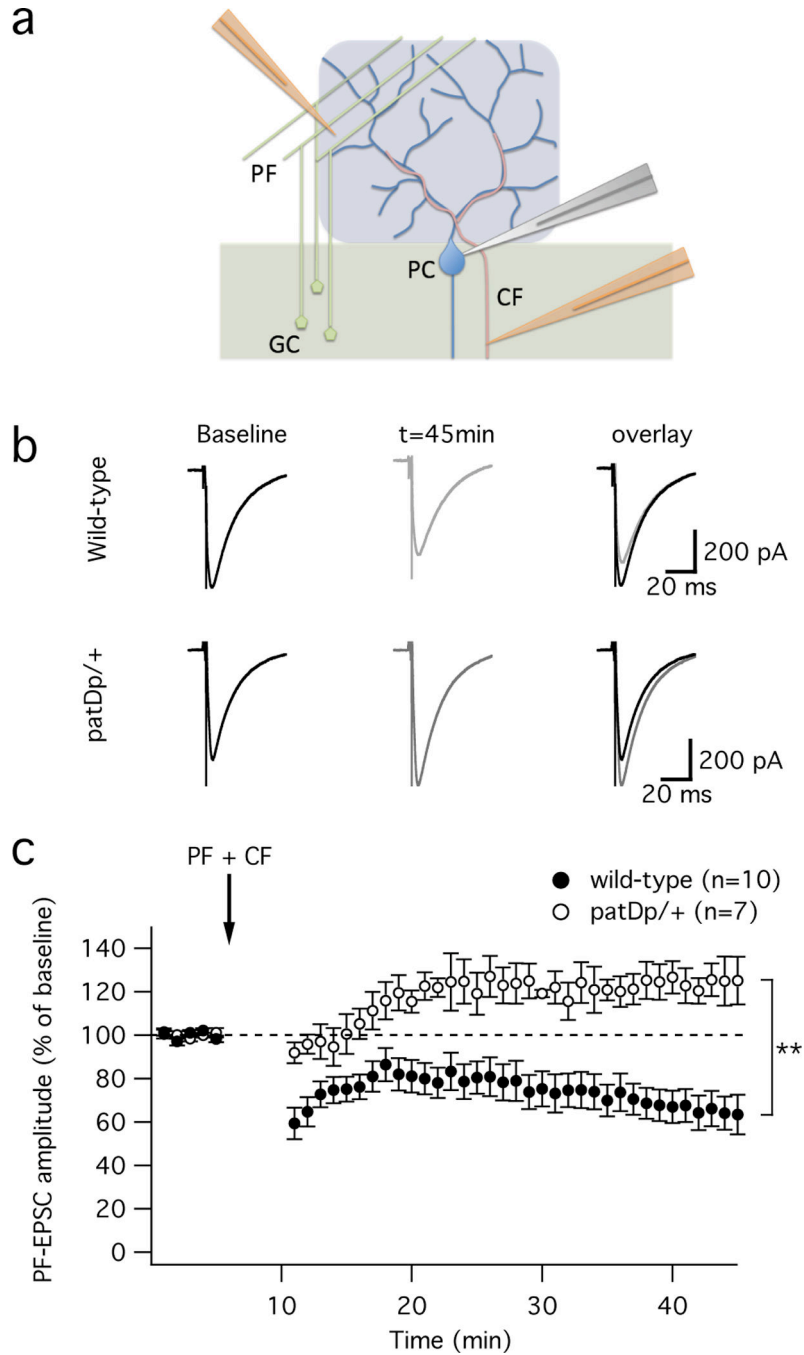 a
PF
PC
CF
GC
b
Baseline t=45min overlay
Wild-type
200 pA
20 ms
patDp/+
200 pA
20 ms
c
PF + CF
wild-type (n=10)
patDp/+ (n=7)
PF-EPSC amplitude (% of baseline)
140
120
100
80
60
40
20
0
**
10 20 30 40
Time (min)